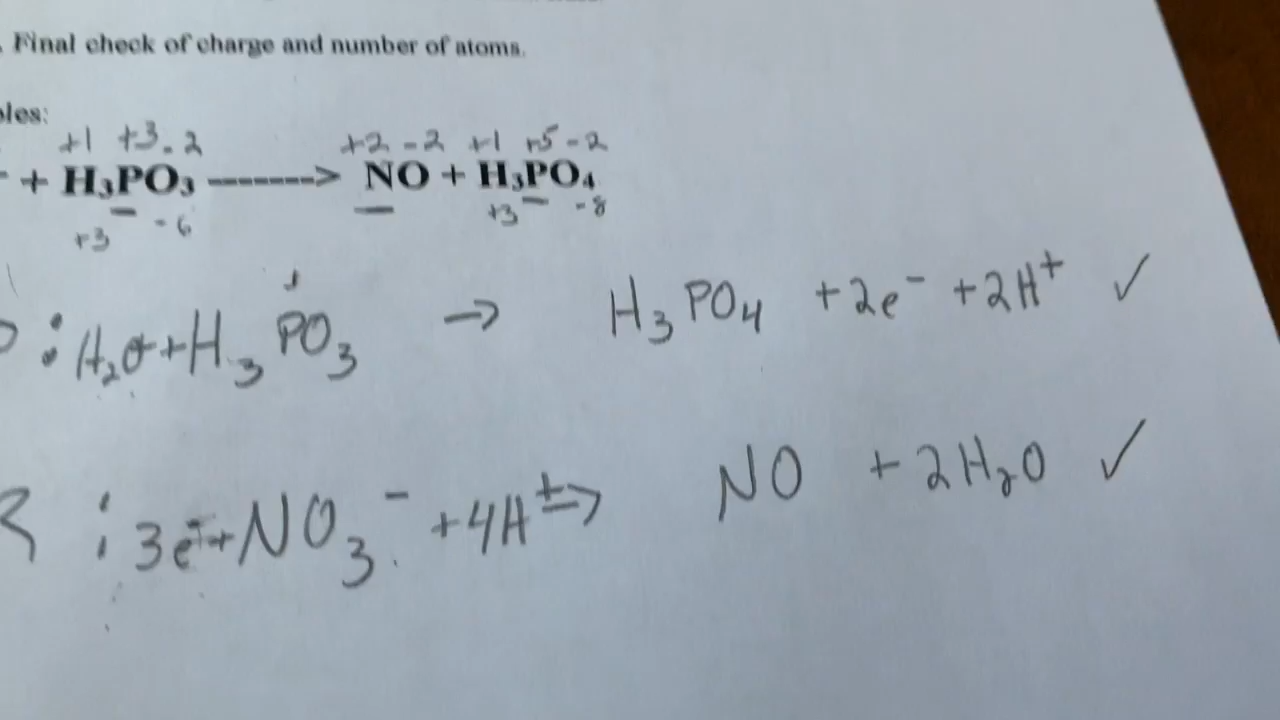 . Final check of charge and number of atoms.
ples:
+1 +3 -2 +2 -2 +1 +5 -2
- + H₃PO₃ -------> NO + H₃PO₄
+3 -6 +3 -8
: H₂O + H₃PO₃ → H₃PO₄ + 2e⁻ + 2H⁺ ✓
R : 3e⁻ + NO₃⁻ + 4H⁺ → NO + 2H₂O ✓